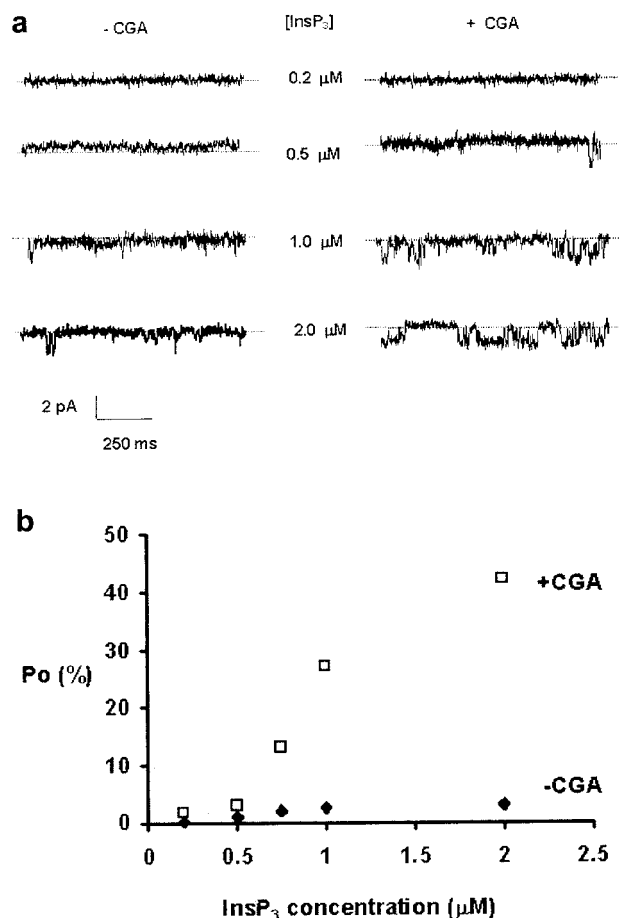 a
- CGA [InsP₃] + CGA
0.2 μM
0.5 μM
1.0 μM
2.0 μM
2 pA
250 ms
b
50
40
30
20
10
0
Po (%)
+CGA
-CGA
0 0.5 1 1.5 2 2.5
InsP₃ concentration (μM)